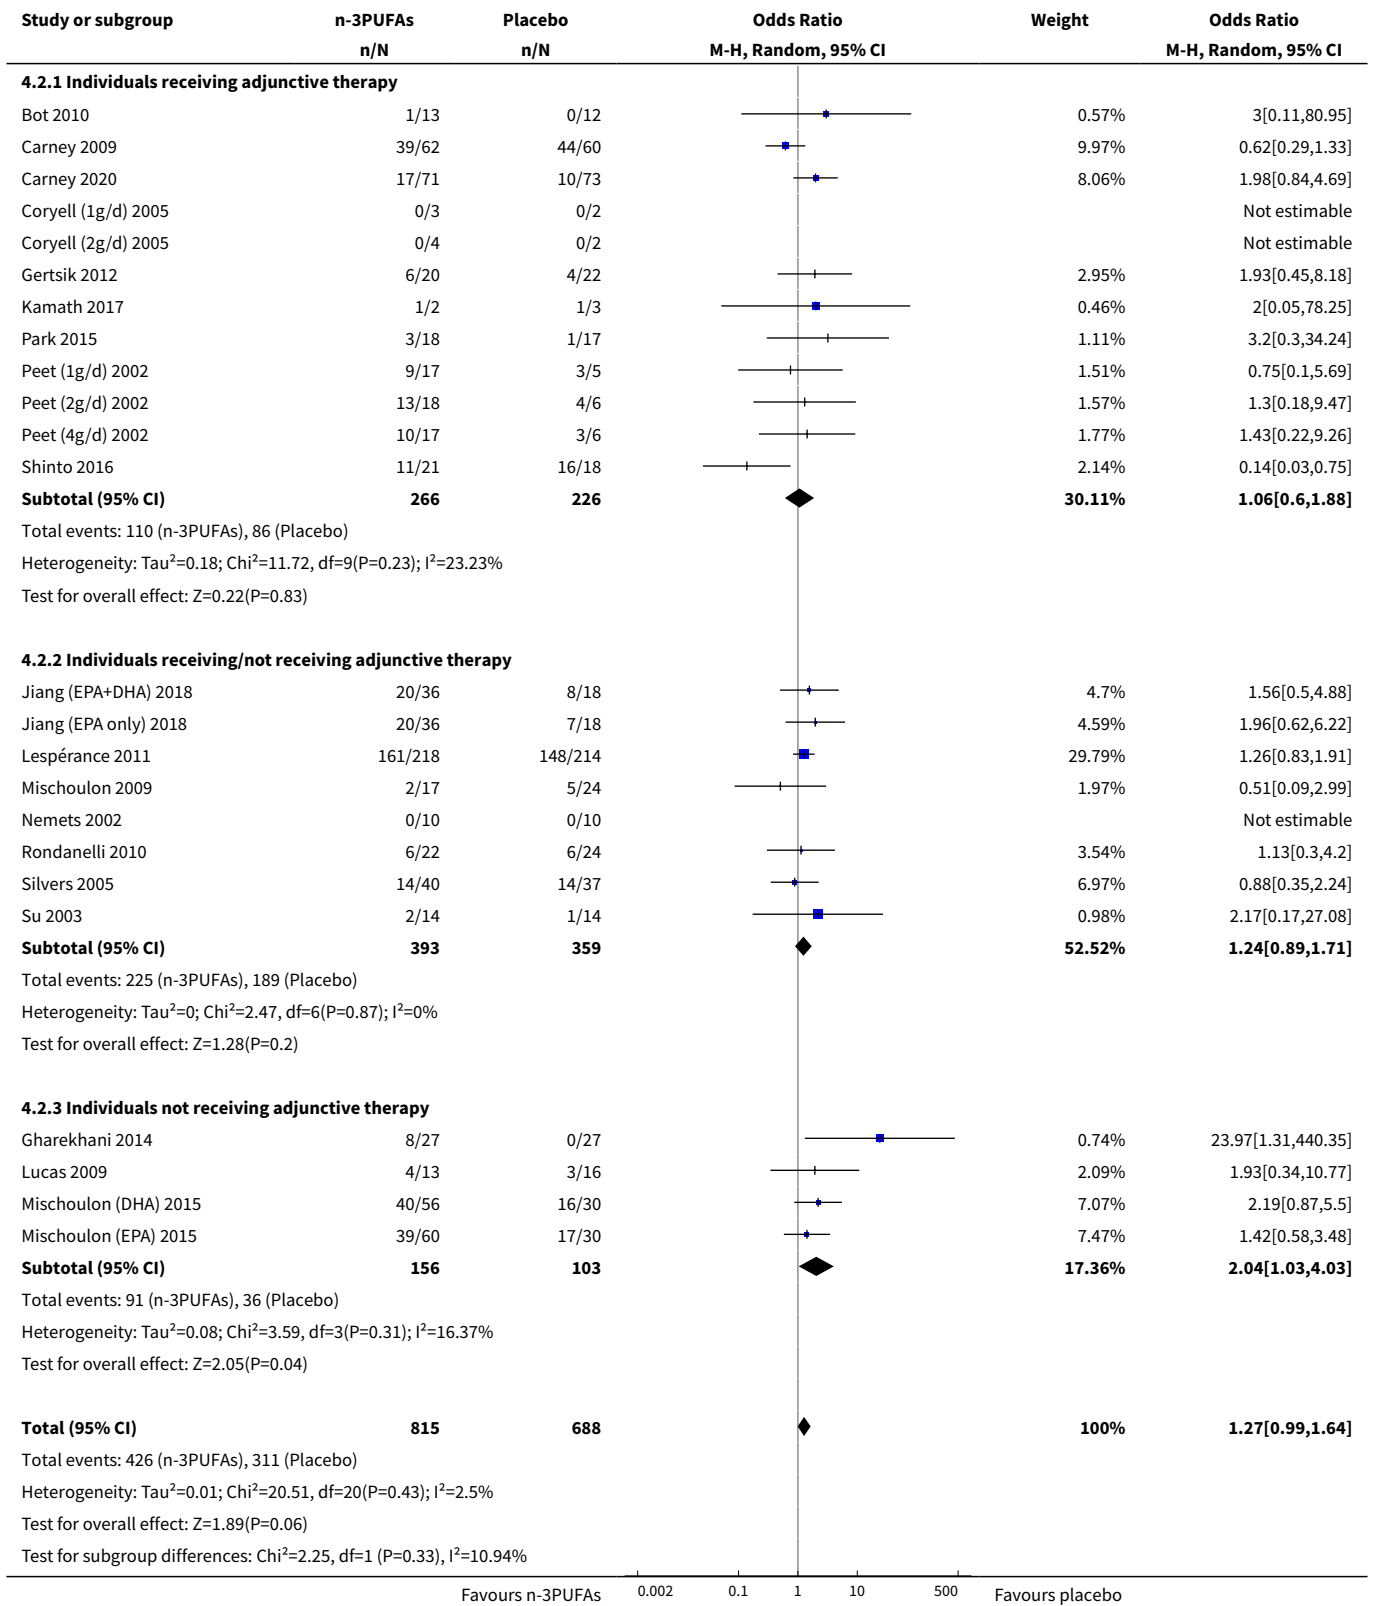 Study or subgroup n-3PUFAs Placebo Odds Ratio Weight Odds Ratio
n/N n/N M-H, Random, 95% CI M-H, Random, 95% CI
4.2.1 Individuals receiving adjunctive therapy
Bot 2010 1/13 0/12 0.57% 3[0.11,80.95]
Carney 2009 39/62 44/60 9.97% 0.62[0.29,1.33]
Carney 2020 17/71 10/73 8.06% 1.98[0.84,4.69]
Coryell (1g/d) 2005 0/3 0/2 Not estimable
Coryell (2g/d) 2005 0/4 0/2 Not estimable
Gertsik 2012 6/20 4/22 2.95% 1.93[0.45,8.18]
Kamath 2017 1/2 1/3 0.46% 2[0.05,78.25]
Park 2015 3/18 1/17 1.11% 3.2[0.3,34.24]
Peet (1g/d) 2002 9/17 3/5 1.51% 0.75[0.1,5.69]
Peet (2g/d) 2002 13/18 4/6 1.57% 1.3[0.18,9.47]
Peet (4g/d) 2002 10/17 3/6 1.77% 1.43[0.22,9.26]
Shinto 2016 11/21 16/18 2.14% 0.14[0.03,0.75]
Subtotal (95% CI) 266 226 30.11% 1.06[0.6,1.88]
Total events: 110 (n-3PUFAs), 86 (Placebo)
Heterogeneity: Tau²=0.18; Chi²=11.72, df=9(P=0.23); I²=23.23%
Test for overall effect: Z=0.22(P=0.83)
4.2.2 Individuals receiving/not receiving adjunctive therapy
Jiang (EPA+DHA) 2018 20/36 8/18 4.7% 1.56[0.5,4.88]
Jiang (EPA only) 2018 20/36 7/18 4.59% 1.96[0.62,6.22]
Lespérance 2011 161/218 148/214 29.79% 1.26[0.83,1.91]
Mischoulon 2009 2/17 5/24 1.97% 0.51[0.09,2.99]
Nemets 2002 0/10 0/10 Not estimable
Rondanelli 2010 6/22 6/24 3.54% 1.13[0.3,4.2]
Silvers 2005 14/40 14/37 6.97% 0.88[0.35,2.24]
Su 2003 2/14 1/14 0.98% 2.17[0.17,27.08]
Subtotal (95% CI) 393 359 52.52% 1.24[0.89,1.71]
Total events: 225 (n-3PUFAs), 189 (Placebo)
Heterogeneity: Tau²=0; Chi²=2.47, df=6(P=0.87); I²=0%
Test for overall effect: Z=1.28(P=0.2)
4.2.3 Individuals not receiving adjunctive therapy
Gharekhani 2014 8/27 0/27 0.74% 23.97[1.31,440.35]
Lucas 2009 4/13 3/16 2.09% 1.93[0.34,10.77]
Mischoulon (DHA) 2015 40/56 16/30 7.07% 2.19[0.87,5.5]
Mischoulon (EPA) 2015 39/60 17/30 7.47% 1.42[0.58,3.48]
Subtotal (95% CI) 156 103 17.36% 2.04[1.03,4.03]
Total events: 91 (n-3PUFAs), 36 (Placebo)
Heterogeneity: Tau²=0.08; Chi²=3.59, df=3(P=0.31); I²=16.37%
Test for overall effect: Z=2.05(P=0.04)
Total (95% CI) 815 688 100% 1.27[0.99,1.64]
Total events: 426 (n-3PUFAs), 311 (Placebo)
Heterogeneity: Tau²=0.01; Chi²=20.51, df=20(P=0.43); I²=2.5%
Test for overall effect: Z=1.89(P=0.06)
Test for subgroup differences: Chi²=2.25, df=1 (P=0.33), I²=10.94%
Favours n-3PUFAs 0.002 0.1 1 10 500 Favours placebo